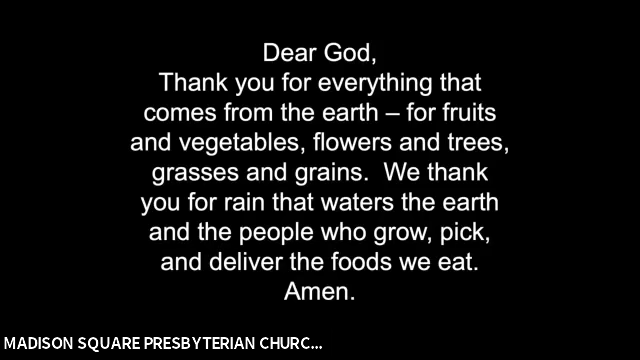 Dear God,
Thank you for everything that
comes from the earth – for fruits
and vegetables, flowers and trees,
grasses and grains.  We thank
you for rain that waters the earth
and the people who grow, pick,
and deliver the foods we eat.
Amen.
MADISON SQUARE PRESBYTERIAN CHURC...